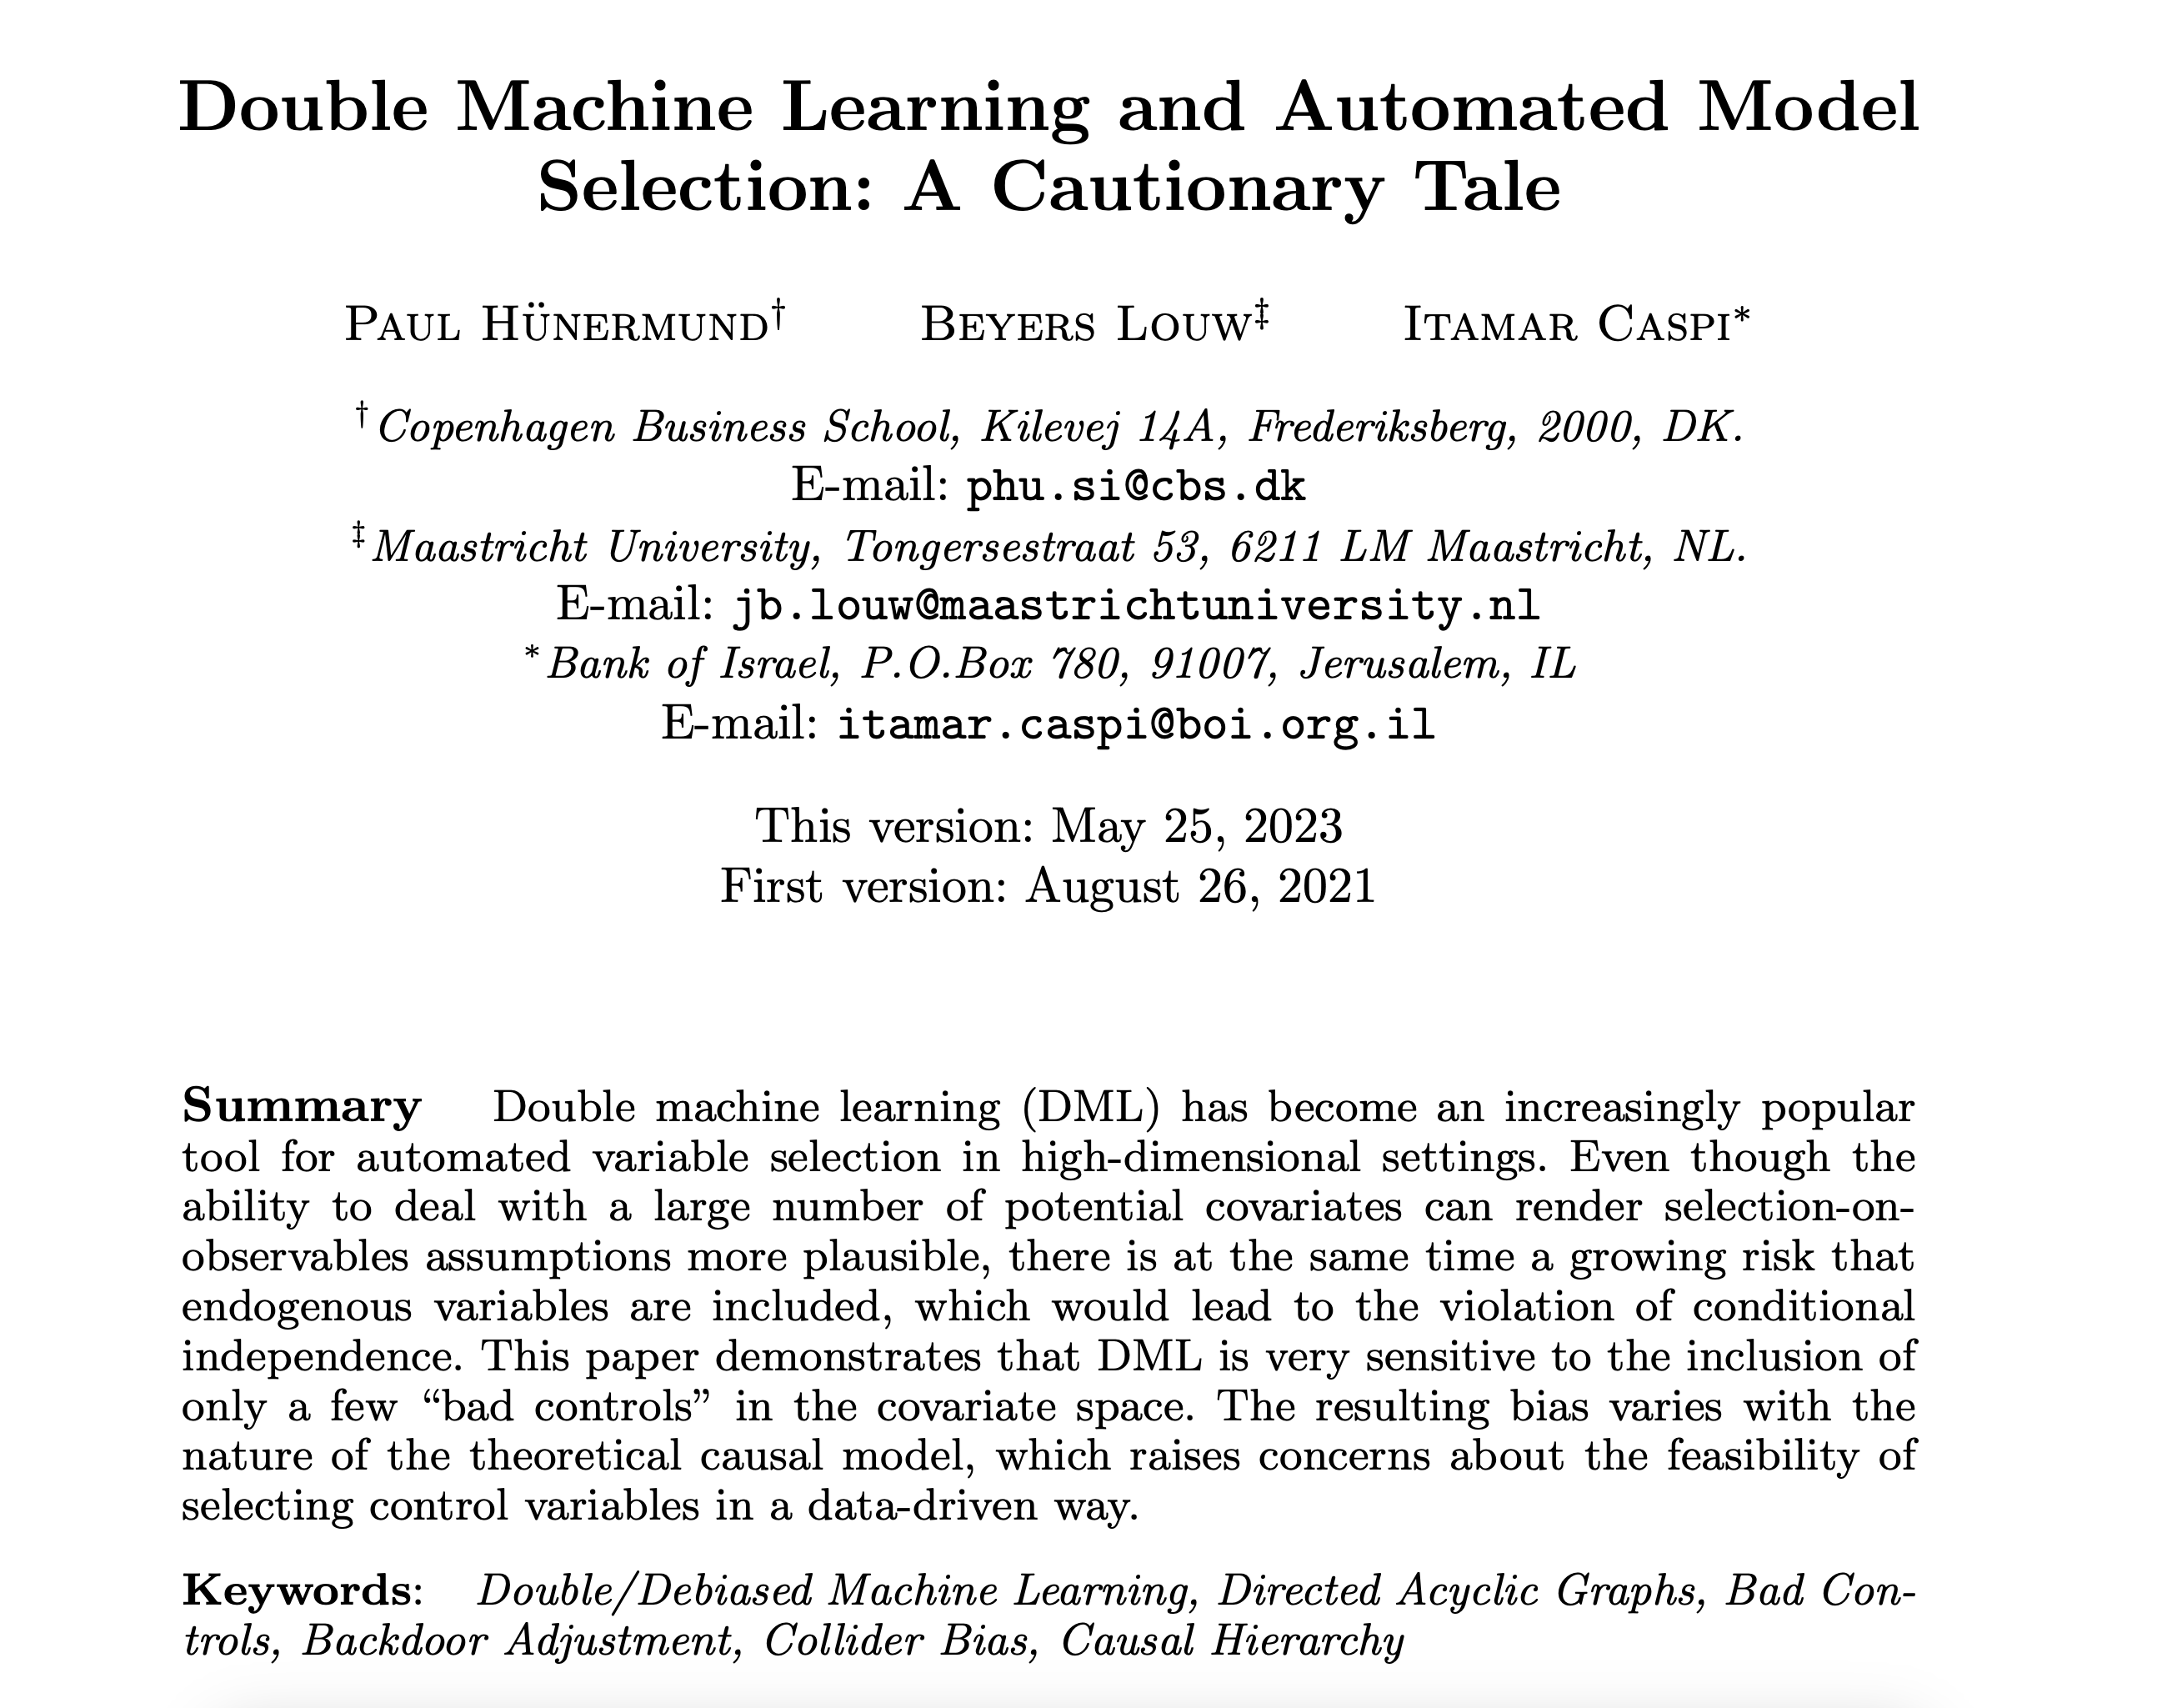 Double Machine Learning and Automated Model
Selection: A Cautionary Tale
Paul Hünermund† Beyers Louw‡ Itamar Caspi*
†Copenhagen Business School, Kilevej 14A, Frederiksberg, 2000, DK.
E-mail: phu.si@cbs.dk
‡Maastricht University, Tongersestraat 53, 6211 LM Maastricht, NL.
E-mail: jb.louw@maastrichtuniversity.nl
*Bank of Israel, P.O.Box 780, 91007, Jerusalem, IL
E-mail: itamar.caspi@boi.org.il
This version: May 25, 2023
First version: August 26, 2021
Summary Double machine learning (DML) has become an increasingly popular
tool for automated variable selection in high-dimensional settings. Even though the
ability to deal with a large number of potential covariates can render selection-on-
observables assumptions more plausible, there is at the same time a growing risk that
endogenous variables are included, which would lead to the violation of conditional
independence. This paper demonstrates that DML is very sensitive to the inclusion of
only a few “bad controls” in the covariate space. The resulting bias varies with the
nature of the theoretical causal model, which raises concerns about the feasibility of
selecting control variables in a data-driven way.
Keywords: Double/Debiased Machine Learning, Directed Acyclic Graphs, Bad Con-
trols, Backdoor Adjustment, Collider Bias, Causal Hierarchy